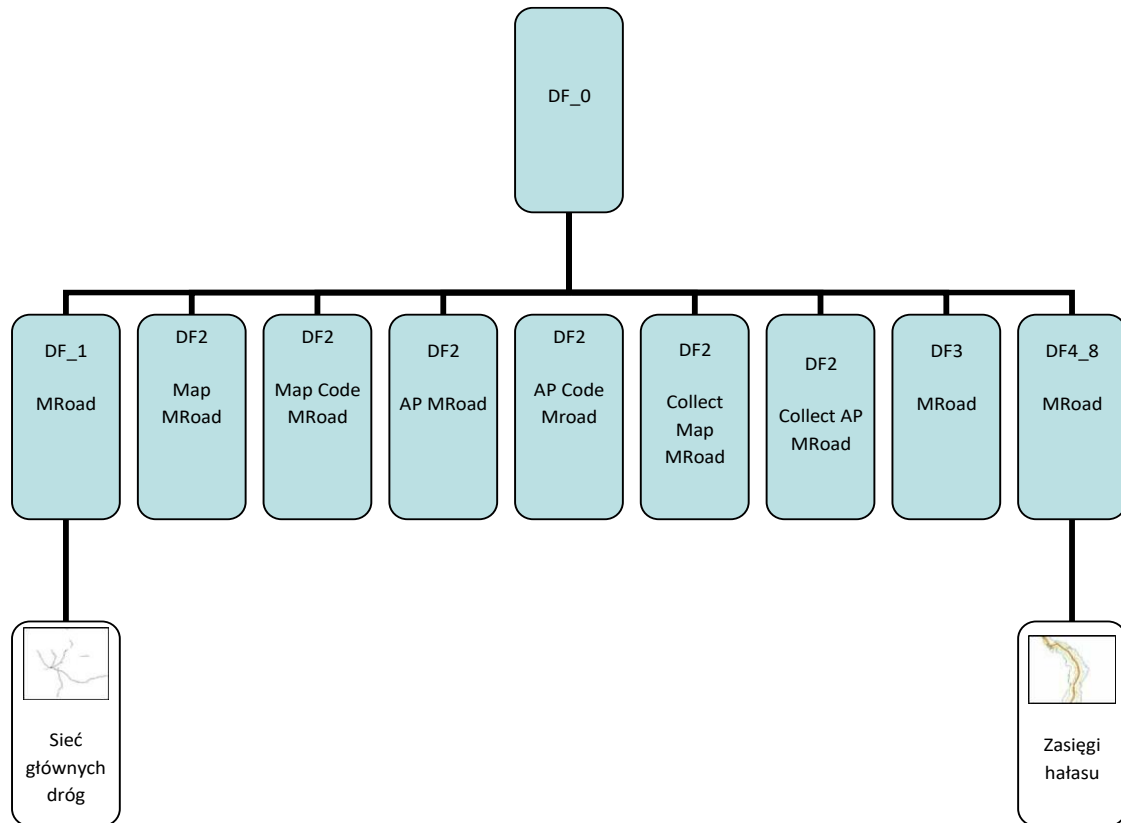 DF_0
DF_1
MRoad
DF2
Map
MRoad
DF2
Map Code
MRoad
DF2
AP MRoad
DF2
AP Code
Mroad
DF2
Collect
Map
MRoad
DF2
Collect AP
MRoad
DF3
MRoad
DF4_8
MRoad
Sieć
głównych
dróg
Zasięgi
hałasu